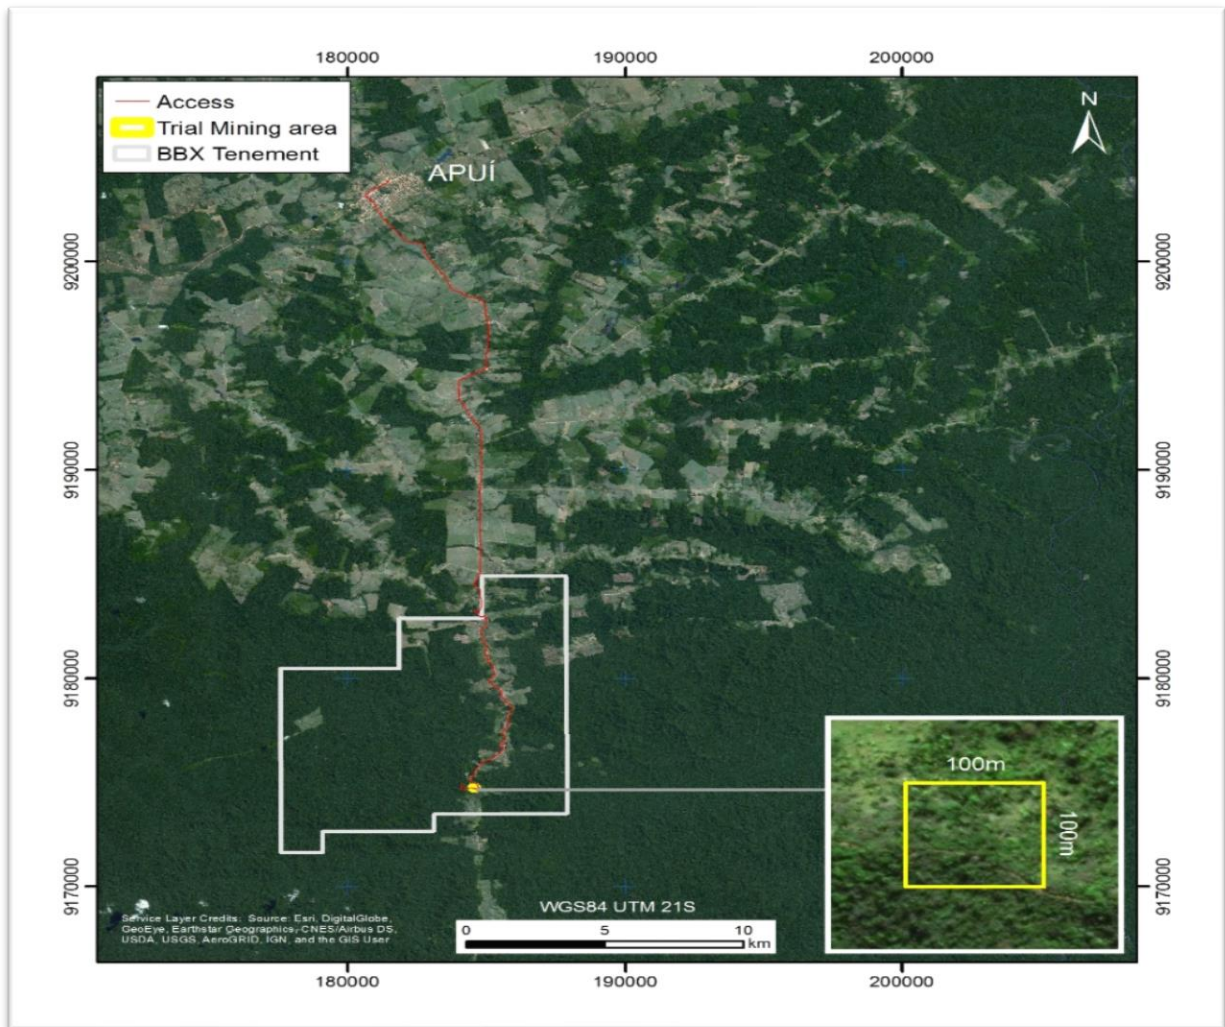 180000 190000 200000
Access
Trial Mining area
BBX Tenement
N
APUÍ
9200000 9200000
9190000 9190000
9180000 9180000
100m
100m
9170000 9170000
WGS84 UTM 21S
0 5 10
km
Service Layer Credits: Source: Esri, DigitalGlobe,
GeoEye, Earthstar Geographics, CNES/Airbus DS,
USDA, USGS, AeroGRID, IGN, and the GIS User
180000 190000 200000